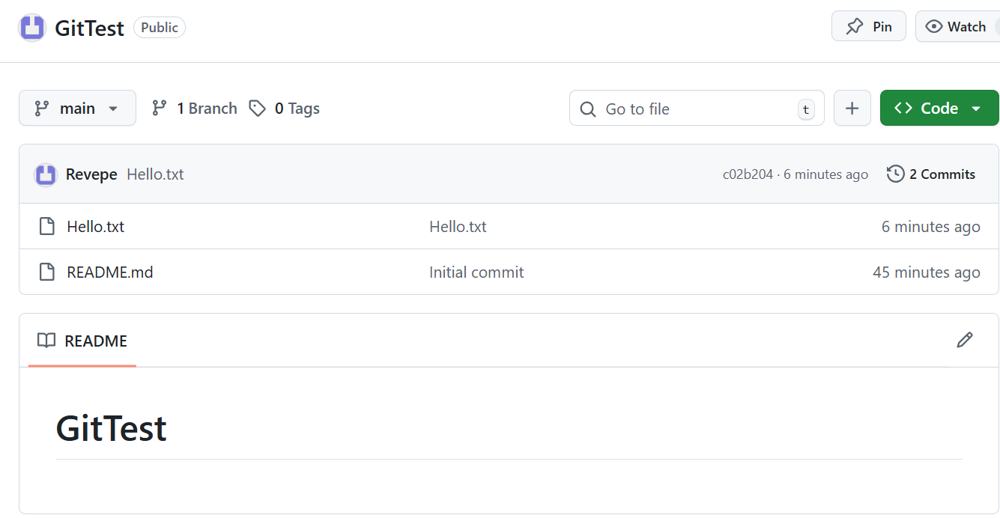 GitTest Public Pin Watch
main 1 Branch 0 Tags Go to file t Code
Revepe Hello.txt c02b204 · 6 minutes ago 2 Commits
Hello.txt Hello.txt 6 minutes ago
README.md Initial commit 45 minutes ago
README
GitTest